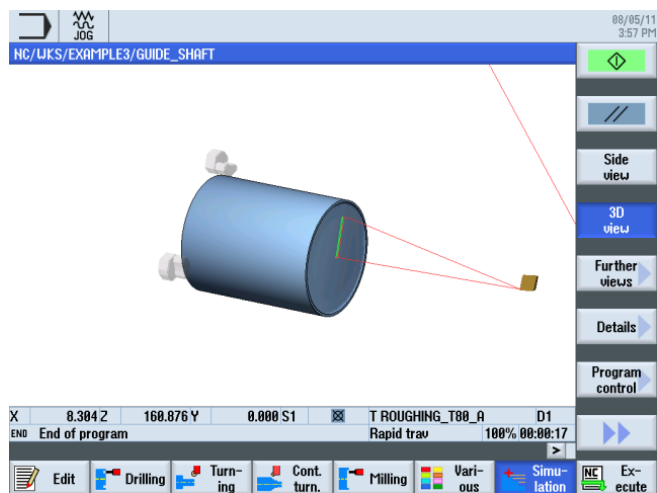 08/05/11
3:57 PM
JOG
NC/WKS/EXAMPLE3/GUIDE_SHAFT
Side
view
3D
view
Further
views
Details
Program
control
X 8.304 Z 160.876 Y 0.000 S1 T ROUGHING_T80_A D1
END End of program Rapid trav 100% 00:00:17
>
Edit
Drilling
Turn-
ing
Cont.
turn.
Milling
Vari-
ous
Simu-
lation
NC
Ex-
ecute